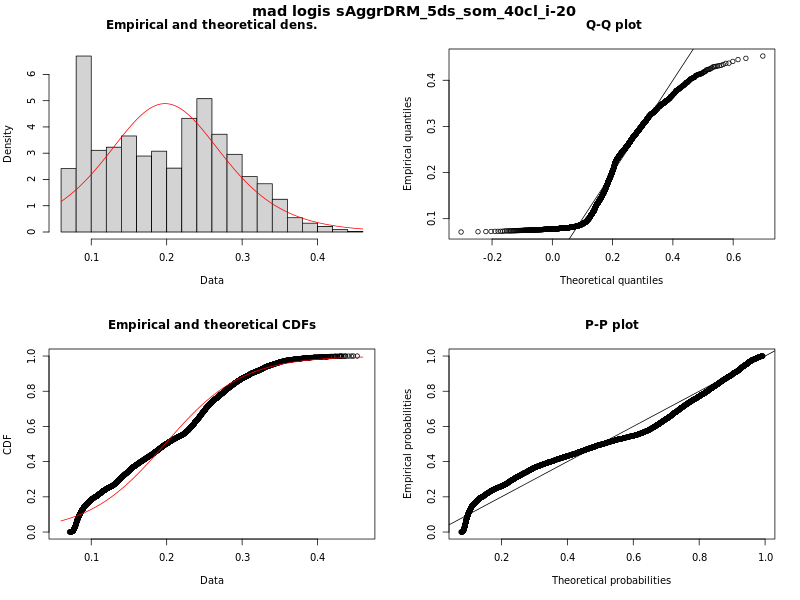 mad logis sAggrDRM_5ds_som_40cl_i-20
Empirical and theoretical dens.
Density
0 1 2 3 4 5 6
0.1 0.2 0.3 0.4
Data
Q-Q plot
Empirical quantiles
0.1 0.2 0.3 0.4
-0.2 0.0 0.2 0.4 0.6
Theoretical quantiles
Empirical and theoretical CDFs
CDF
0.0 0.2 0.4 0.6 0.8 1.0
0.1 0.2 0.3 0.4
Data
P-P plot
Empirical probabilities
0.0 0.2 0.4 0.6 0.8 1.0
0.2 0.4 0.6 0.8 1.0
Theoretical probabilities